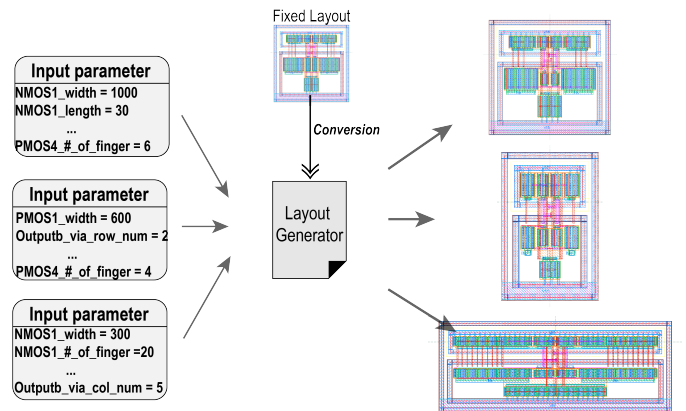 Fixed Layout
Input parameter
NMOS1_width = 1000
NMOS1_length = 30
...
PMOS4_#_of_finger = 6
Conversion
Input parameter
PMOS1_width = 600
Outputb_via_row_num = 2
...
PMOS4_#_of_finger = 4
Layout
Generator
Input parameter
NMOS1_width = 300
NMOS1_#_of_finger =20
...
Outputb_via_col_num = 5